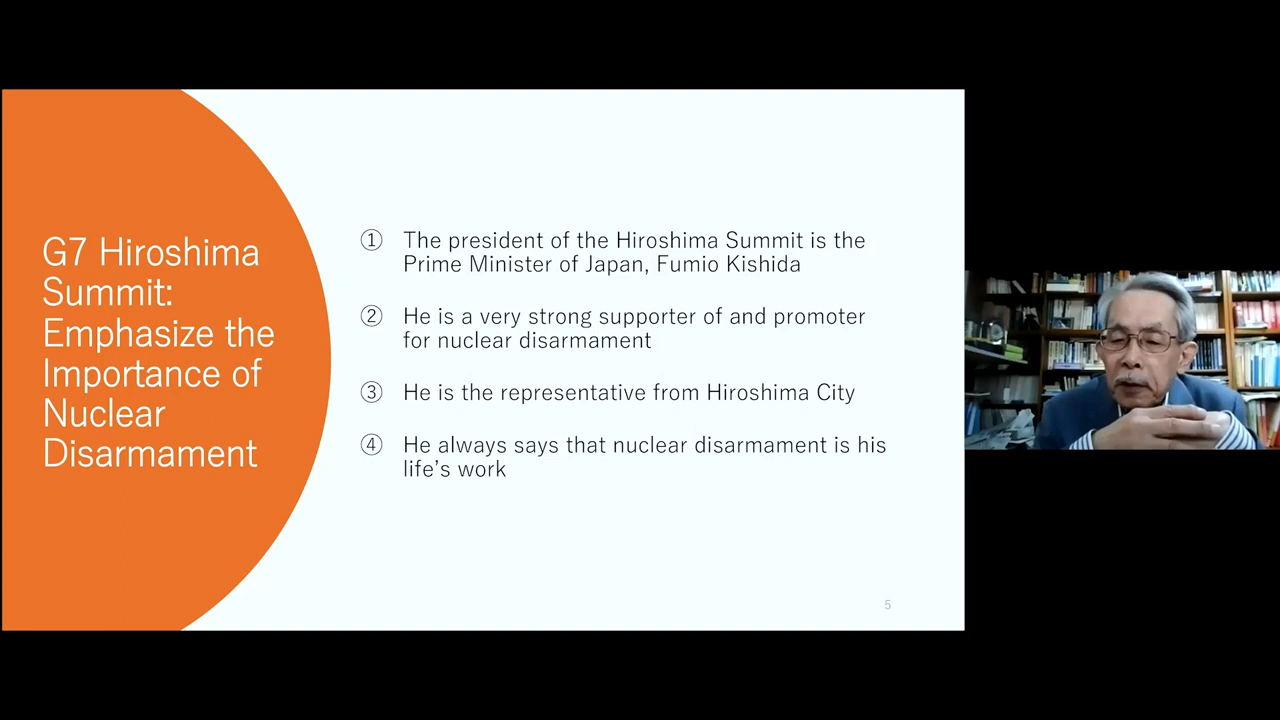 G7 Hiroshima
Summit:
Emphasize the
Importance of
Nuclear
Disarmament
① The president of the Hiroshima Summit is the
Prime Minister of Japan, Fumio Kishida
② He is a very strong supporter of and promoter
for nuclear disarmament
③ He is the representative from Hiroshima City
④ He always says that nuclear disarmament is his
life’s work
5